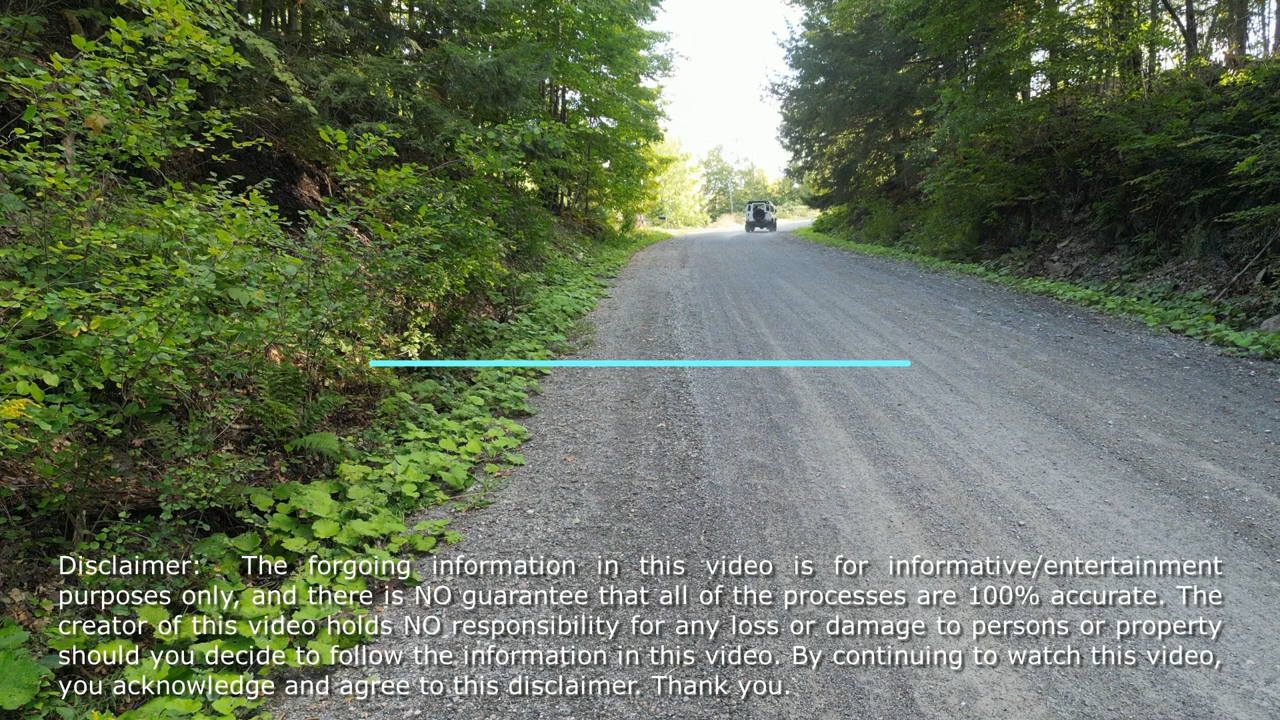 Disclaimer: The forgoing information in this video is for informative/entertainment
purposes only, and there is NO guarantee that all of the processes are 100% accurate. The
creator of this video holds NO responsibility for any loss or damage to persons or property
should you decide to follow the information in this video. By continuing to watch this video,
you acknowledge and agree to this disclaimer. Thank you.